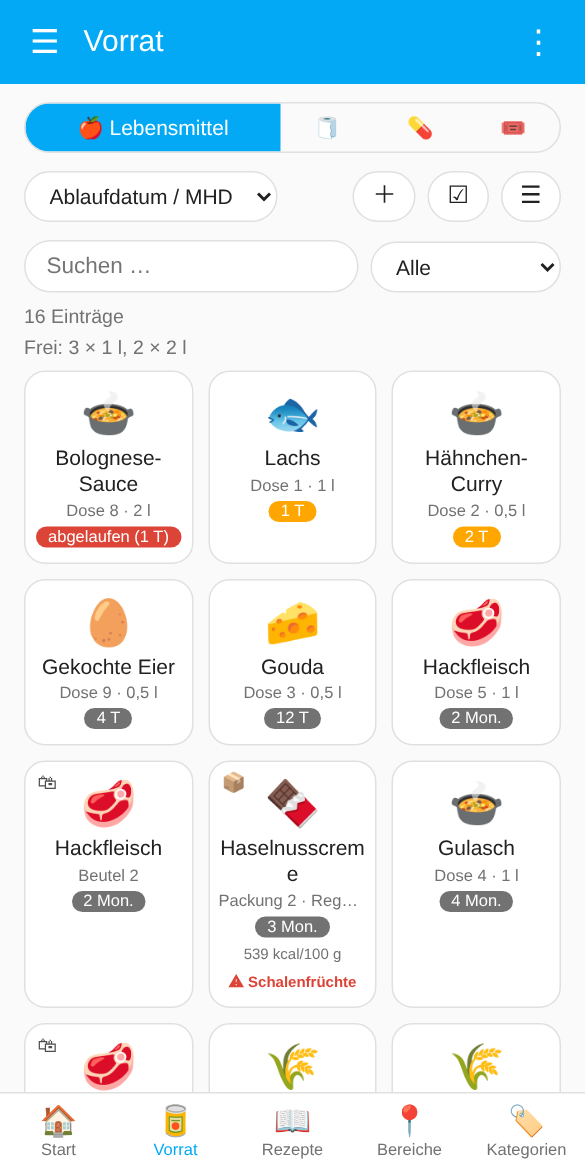 Vorrat
Lebensmittel
Ablaufdatum / MHD
Suchen …
Alle
16 Einträge
Frei: 3 × 1 l, 2 × 2 l
Bolognese-
Sauce
Dose 8 · 2 l
abgelaufen (1 T)
Lachs
Dose 1 · 1 l
1 T
Hähnchen-
Curry
Dose 2 · 0,5 l
2 T
Gekochte Eier
Dose 9 · 0,5 l
4 T
Gouda
Dose 3 · 0,5 l
12 T
Hackfleisch
Dose 5 · 1 l
2 Mon.
Hackfleisch
Beutel 2
2 Mon.
Haselnusscrem
e
Packung 2 · Reg…
3 Mon.
539 kcal/100 g
Schalenfrüchte
Gulasch
Dose 4 · 1 l
4 Mon.
Start
Vorrat
Rezepte
Bereiche
Kategorien